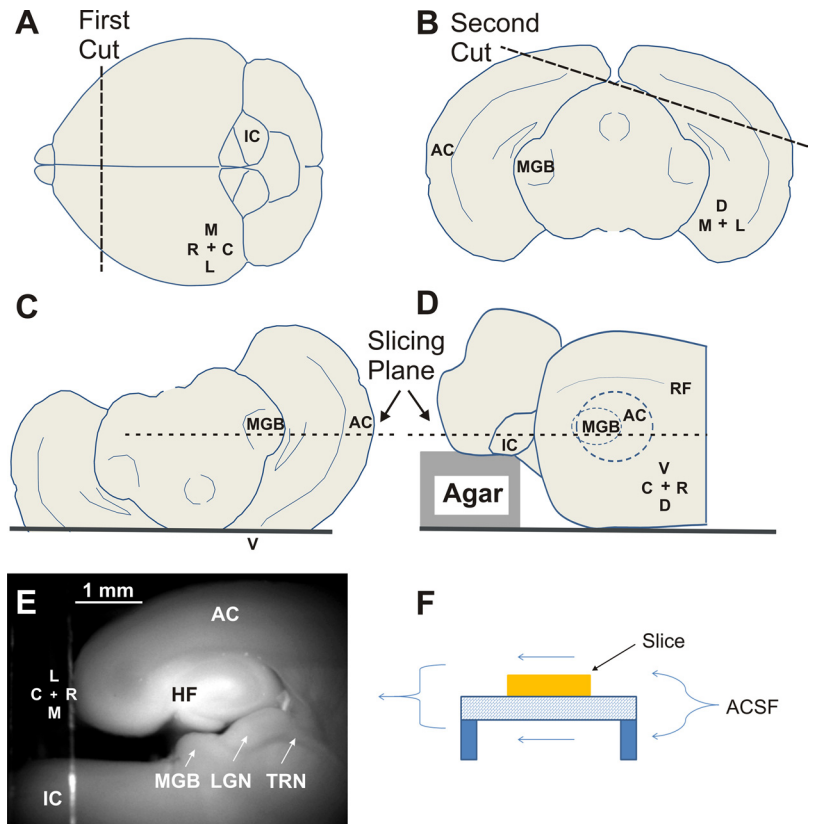 A
First
Cut
IC
M
R + C
L
B
Second
Cut
AC
MGB
D
M + L
C
MGB
AC
V
Slicing
Plane
D
RF
AC
MGB
IC
V
C + R
D
Agar
E
1 mm
AC
L
C + R
M
HF
MGB LGN TRN
IC
F
Slice
ACSF